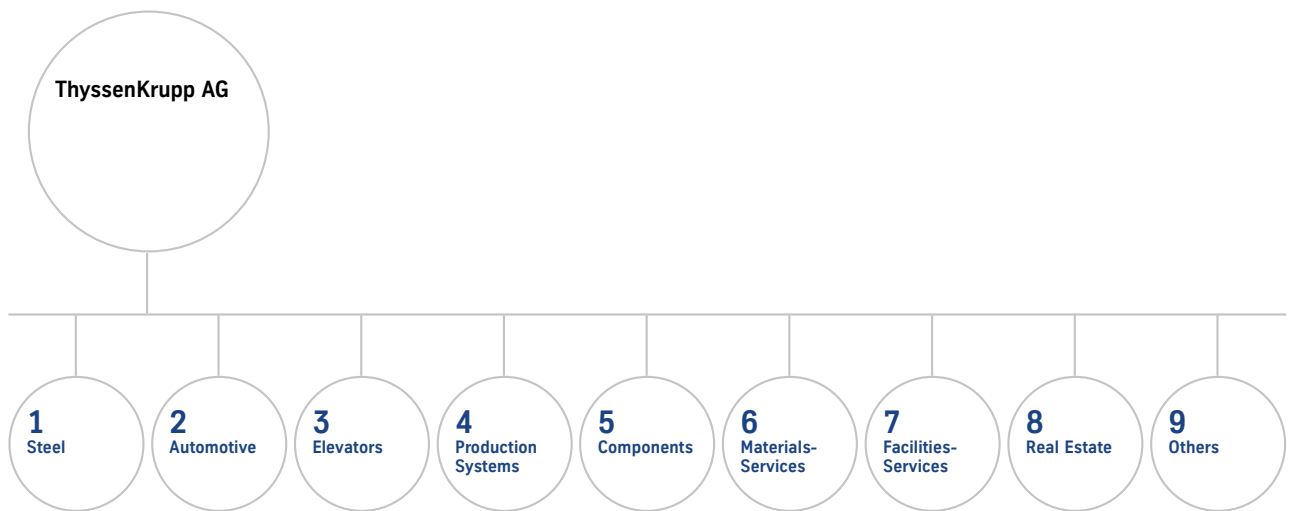 ThyssenKrupp AG
1
Steel
2
Automotive
3
Elevators
4
Production
Systems
5
Components
6
Materials-
Services
7
Facilities-
Services
8
Real Estate
9
Others